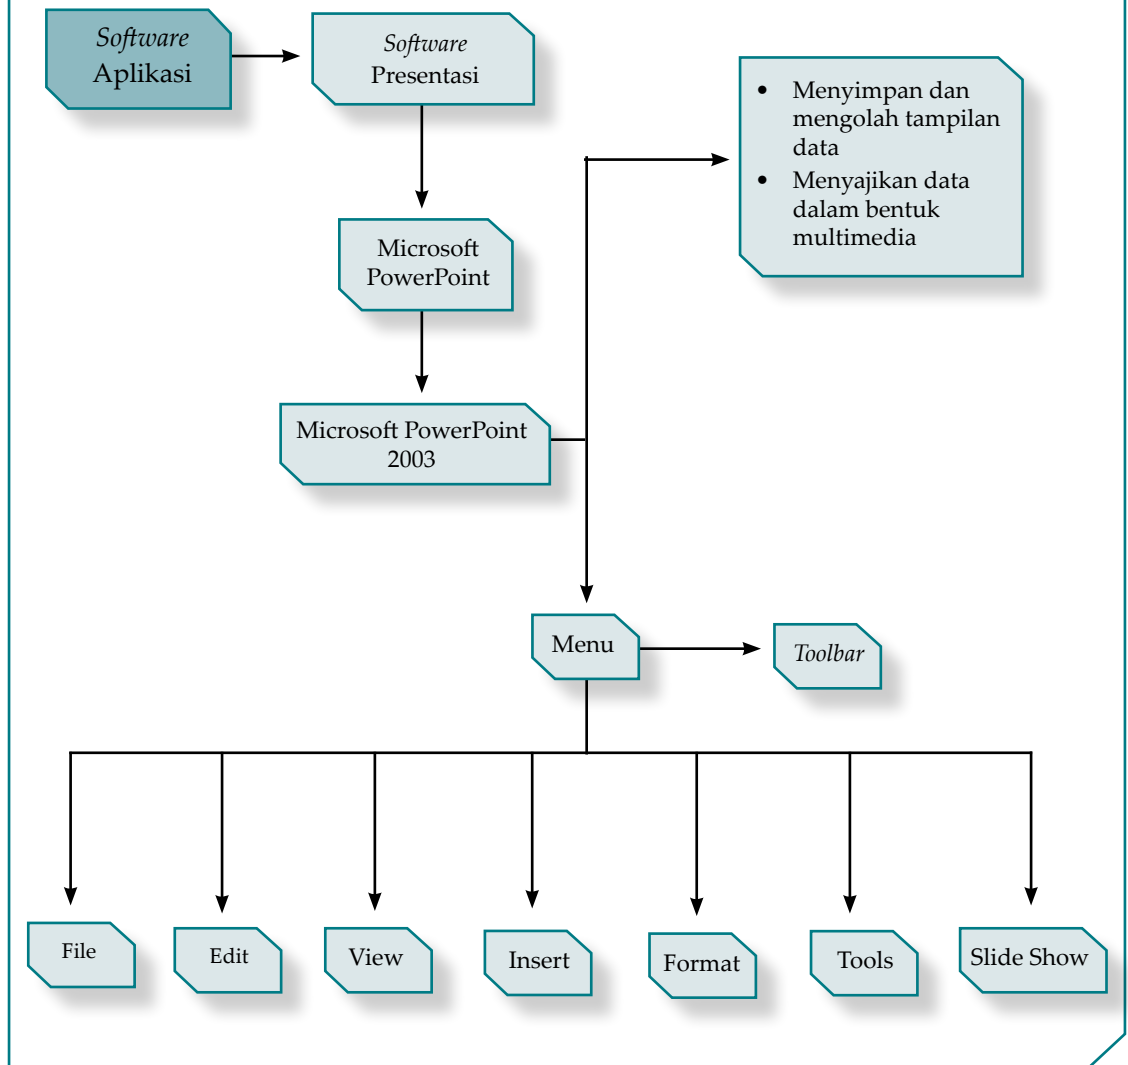 Software
Aplikasi
Software
Presentasi
• Menyimpan dan
mengolah tampilan
data
• Menyajikan data
dalam bentuk
multimedia
Microsoft
PowerPoint
Microsoft PowerPoint
2003
Menu
Toolbar
File
Edit
View
Insert
Format
Tools
Slide Show